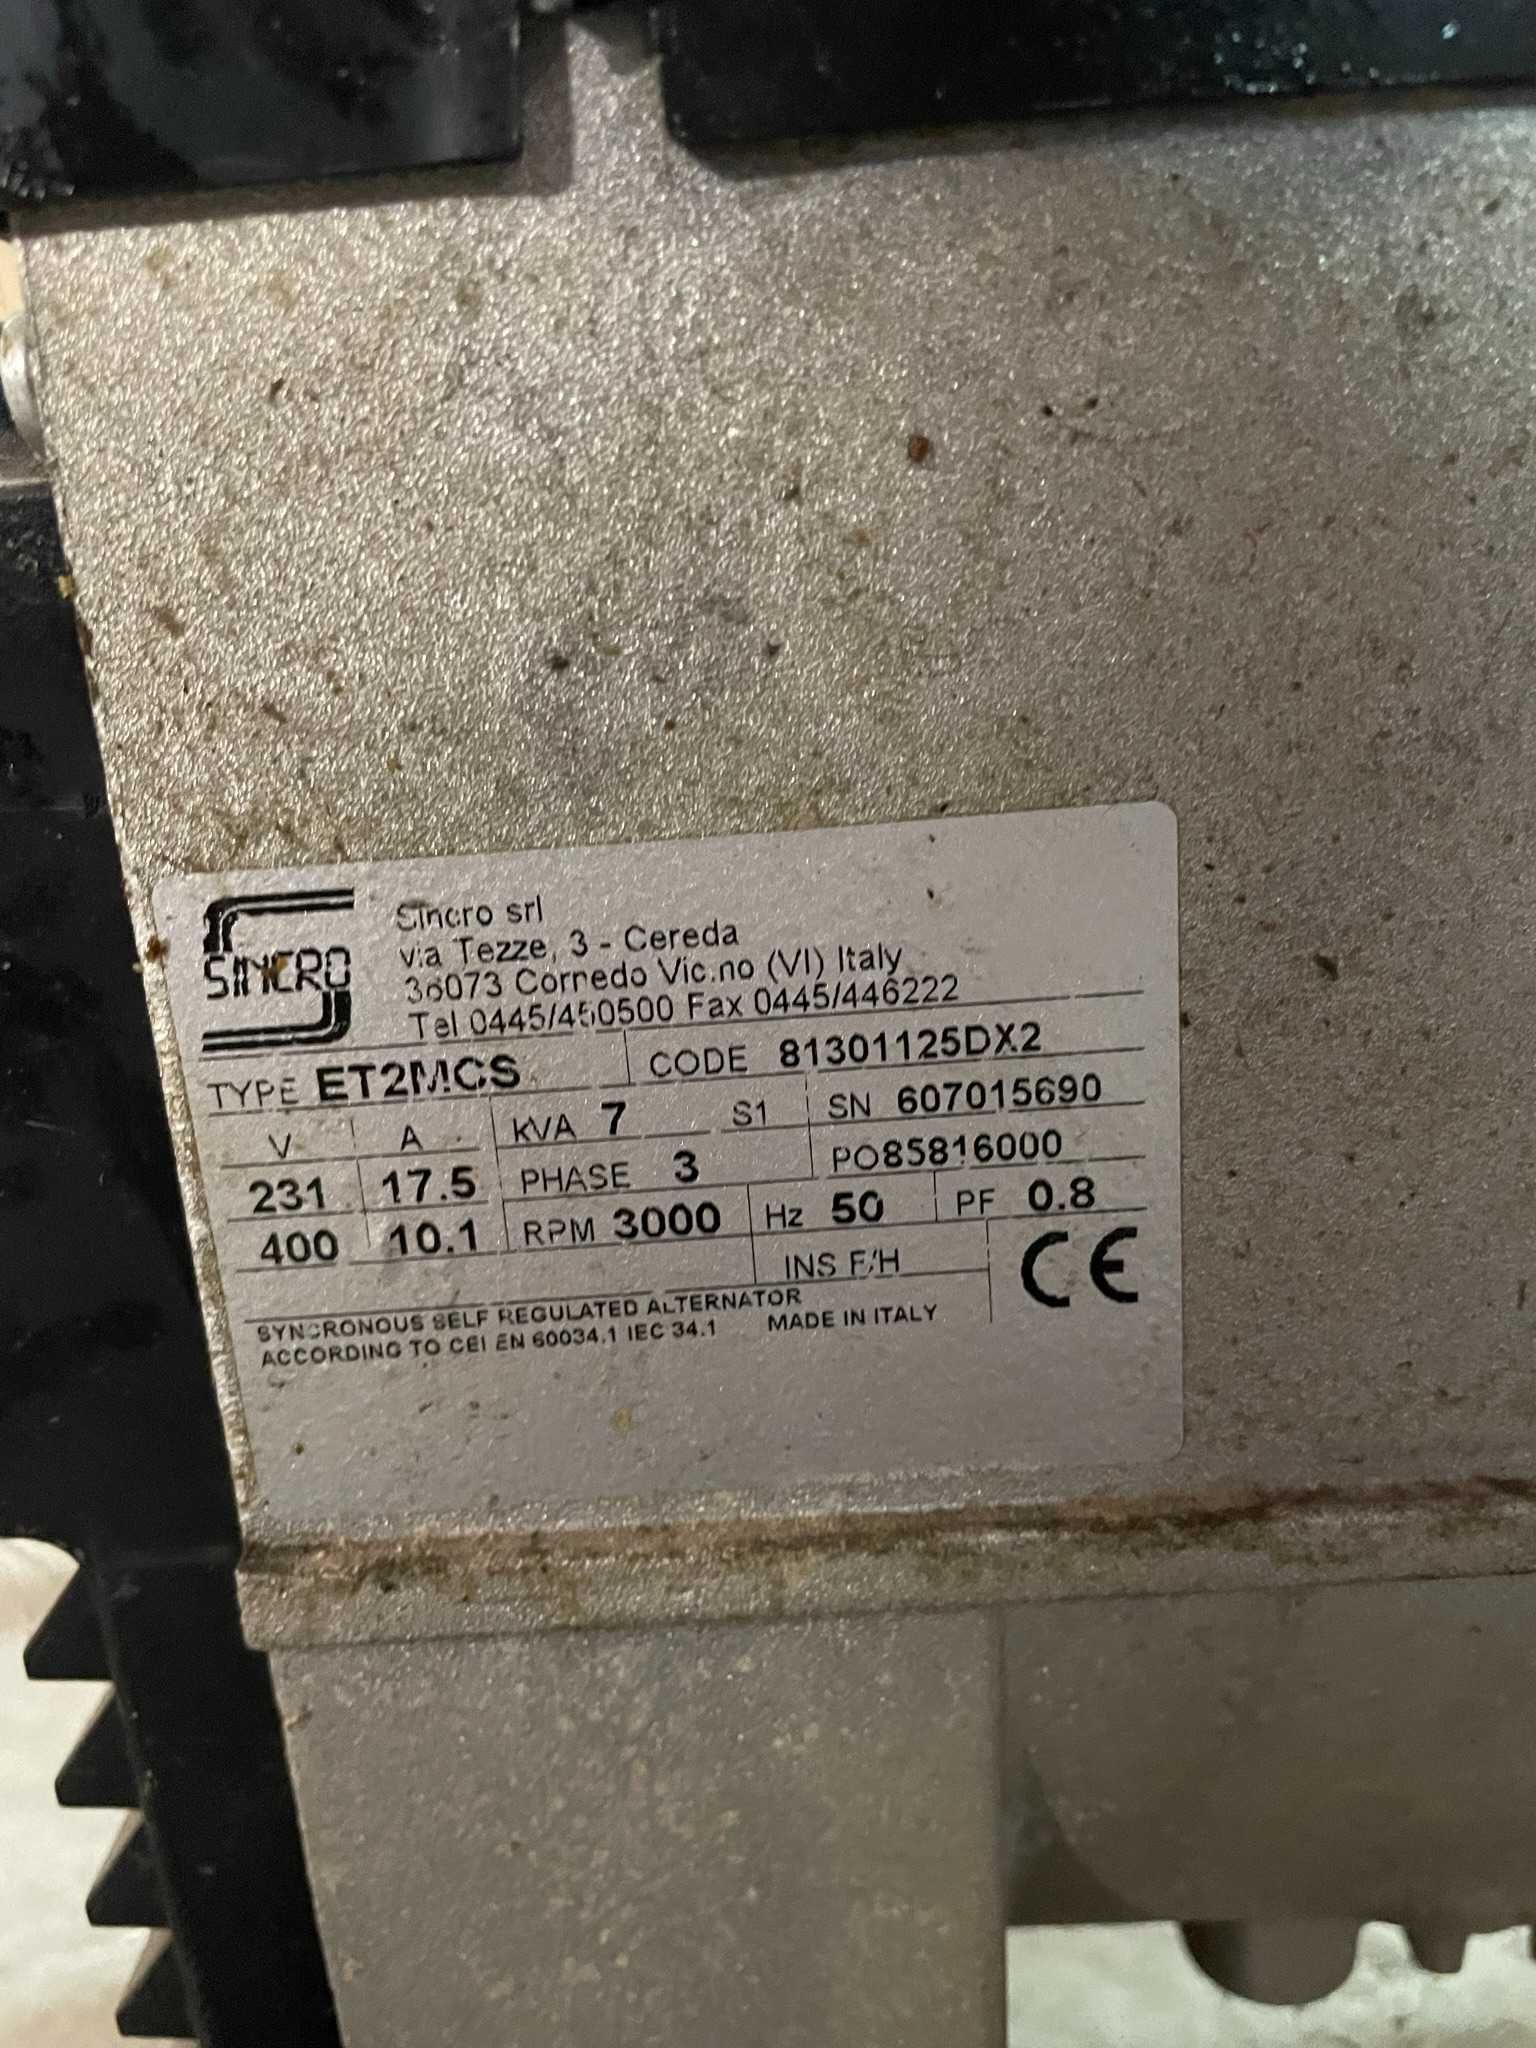 SINCRO
Sincro srl
via Tezze, 3 - Cereda
36073 Cornedo Vic.no (VI) Italy
Tel 0445/450500 Fax 0445/446222
TYPE ET2MCS CODE 81301125DX2
V A kVA 7 S1 SN 607015690
231 17.5 PHASE 3 PO85816000
400 10.1 RPM 3000 Hz 50 PF 0.8
INS F/H CE
SYNCRONOUS SELF REGULATED ALTERNATOR
ACCORDING TO CEI EN 60034.1 IEC 34.1 MADE IN ITALY